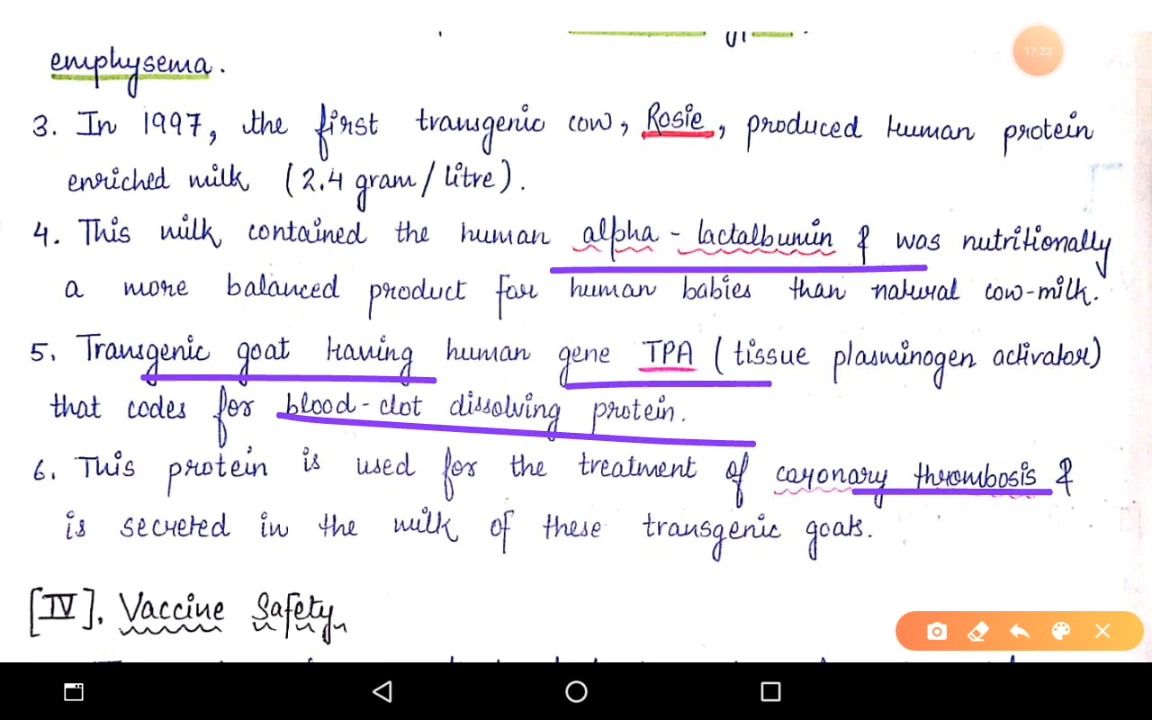 emphysema.
17:23
3. In 1997, the first transgenic cow, Rosie, produced human protein
enriched milk (2.4 gram/litre).
4. This milk contained the human alpha-lactalbumin & was nutritionally
a more balanced product for human babies than natural cow-milk.
5. Transgenic goat having human gene TPA (tissue plasminogen activator)
that codes for blood-clot dissolving protein.
6. This protein is used for the treatment of coronary thrombosis &
is secreted in the milk of these transgenic goats.
[IV]. Vaccine Safety